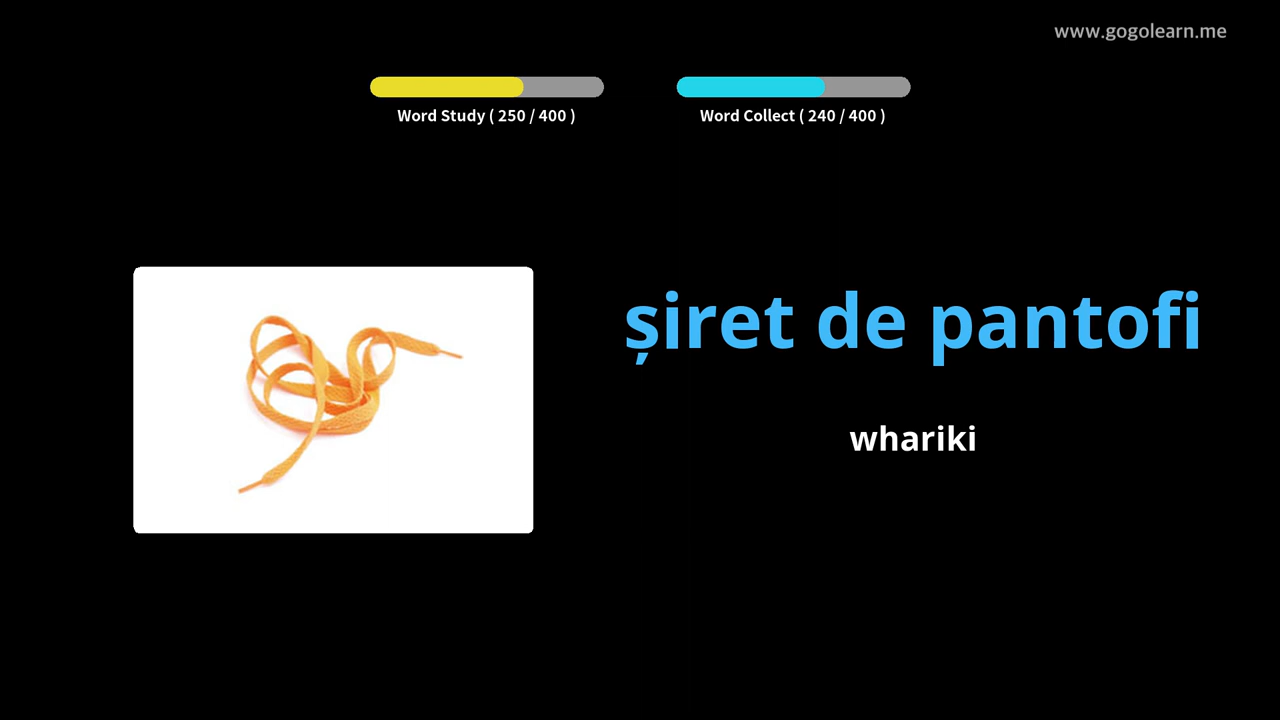 www.gogolearn.me
Word Study ( 250 / 400 )
Word Collect ( 240 / 400 )
șiret de pantofi
whariki